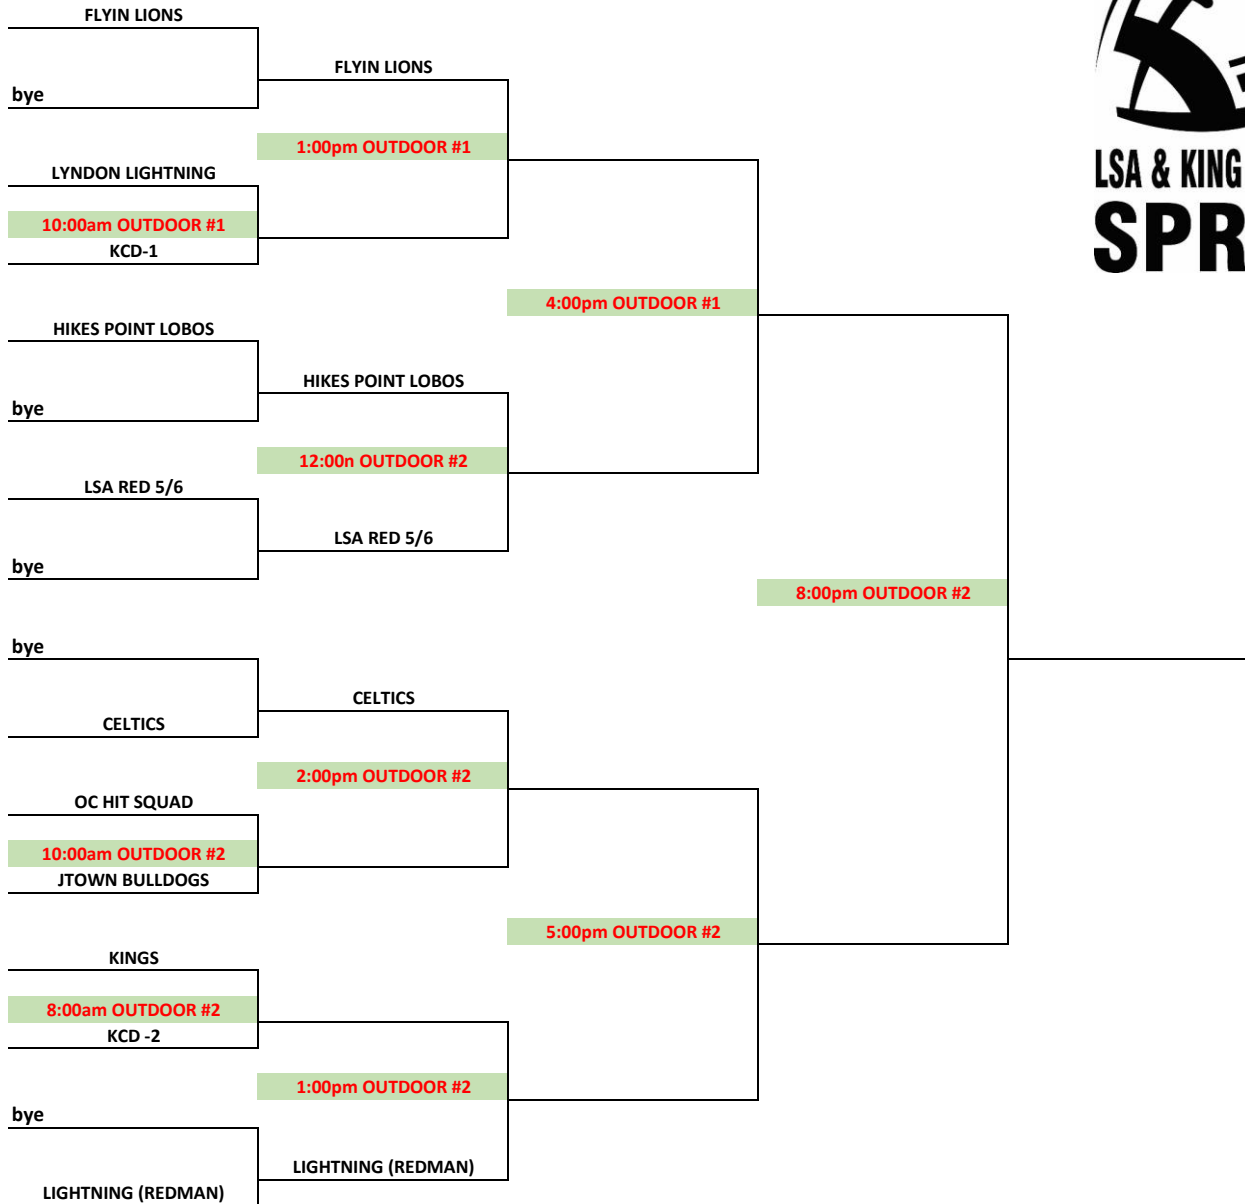 FLYIN LIONS
FLYIN LIONS
bye
1:00pm OUTDOOR #1
LYNDON LIGHTNING
10:00am OUTDOOR #1
KCD-1
LSA & KING
SPR
4:00pm OUTDOOR #1
HIKES POINT LOBOS
HIKES POINT LOBOS
bye
12:00n OUTDOOR #2
LSA RED 5/6
LSA RED 5/6
bye
8:00pm OUTDOOR #2
bye
CELTICS
CELTICS
2:00pm OUTDOOR #2
OC HIT SQUAD
10:00am OUTDOOR #2
JTOWN BULLDOGS
5:00pm OUTDOOR #2
KINGS
8:00am OUTDOOR #2
KCD -2
1:00pm OUTDOOR #2
bye
LIGHTNING (REDMAN)
LIGHTNING (REDMAN)